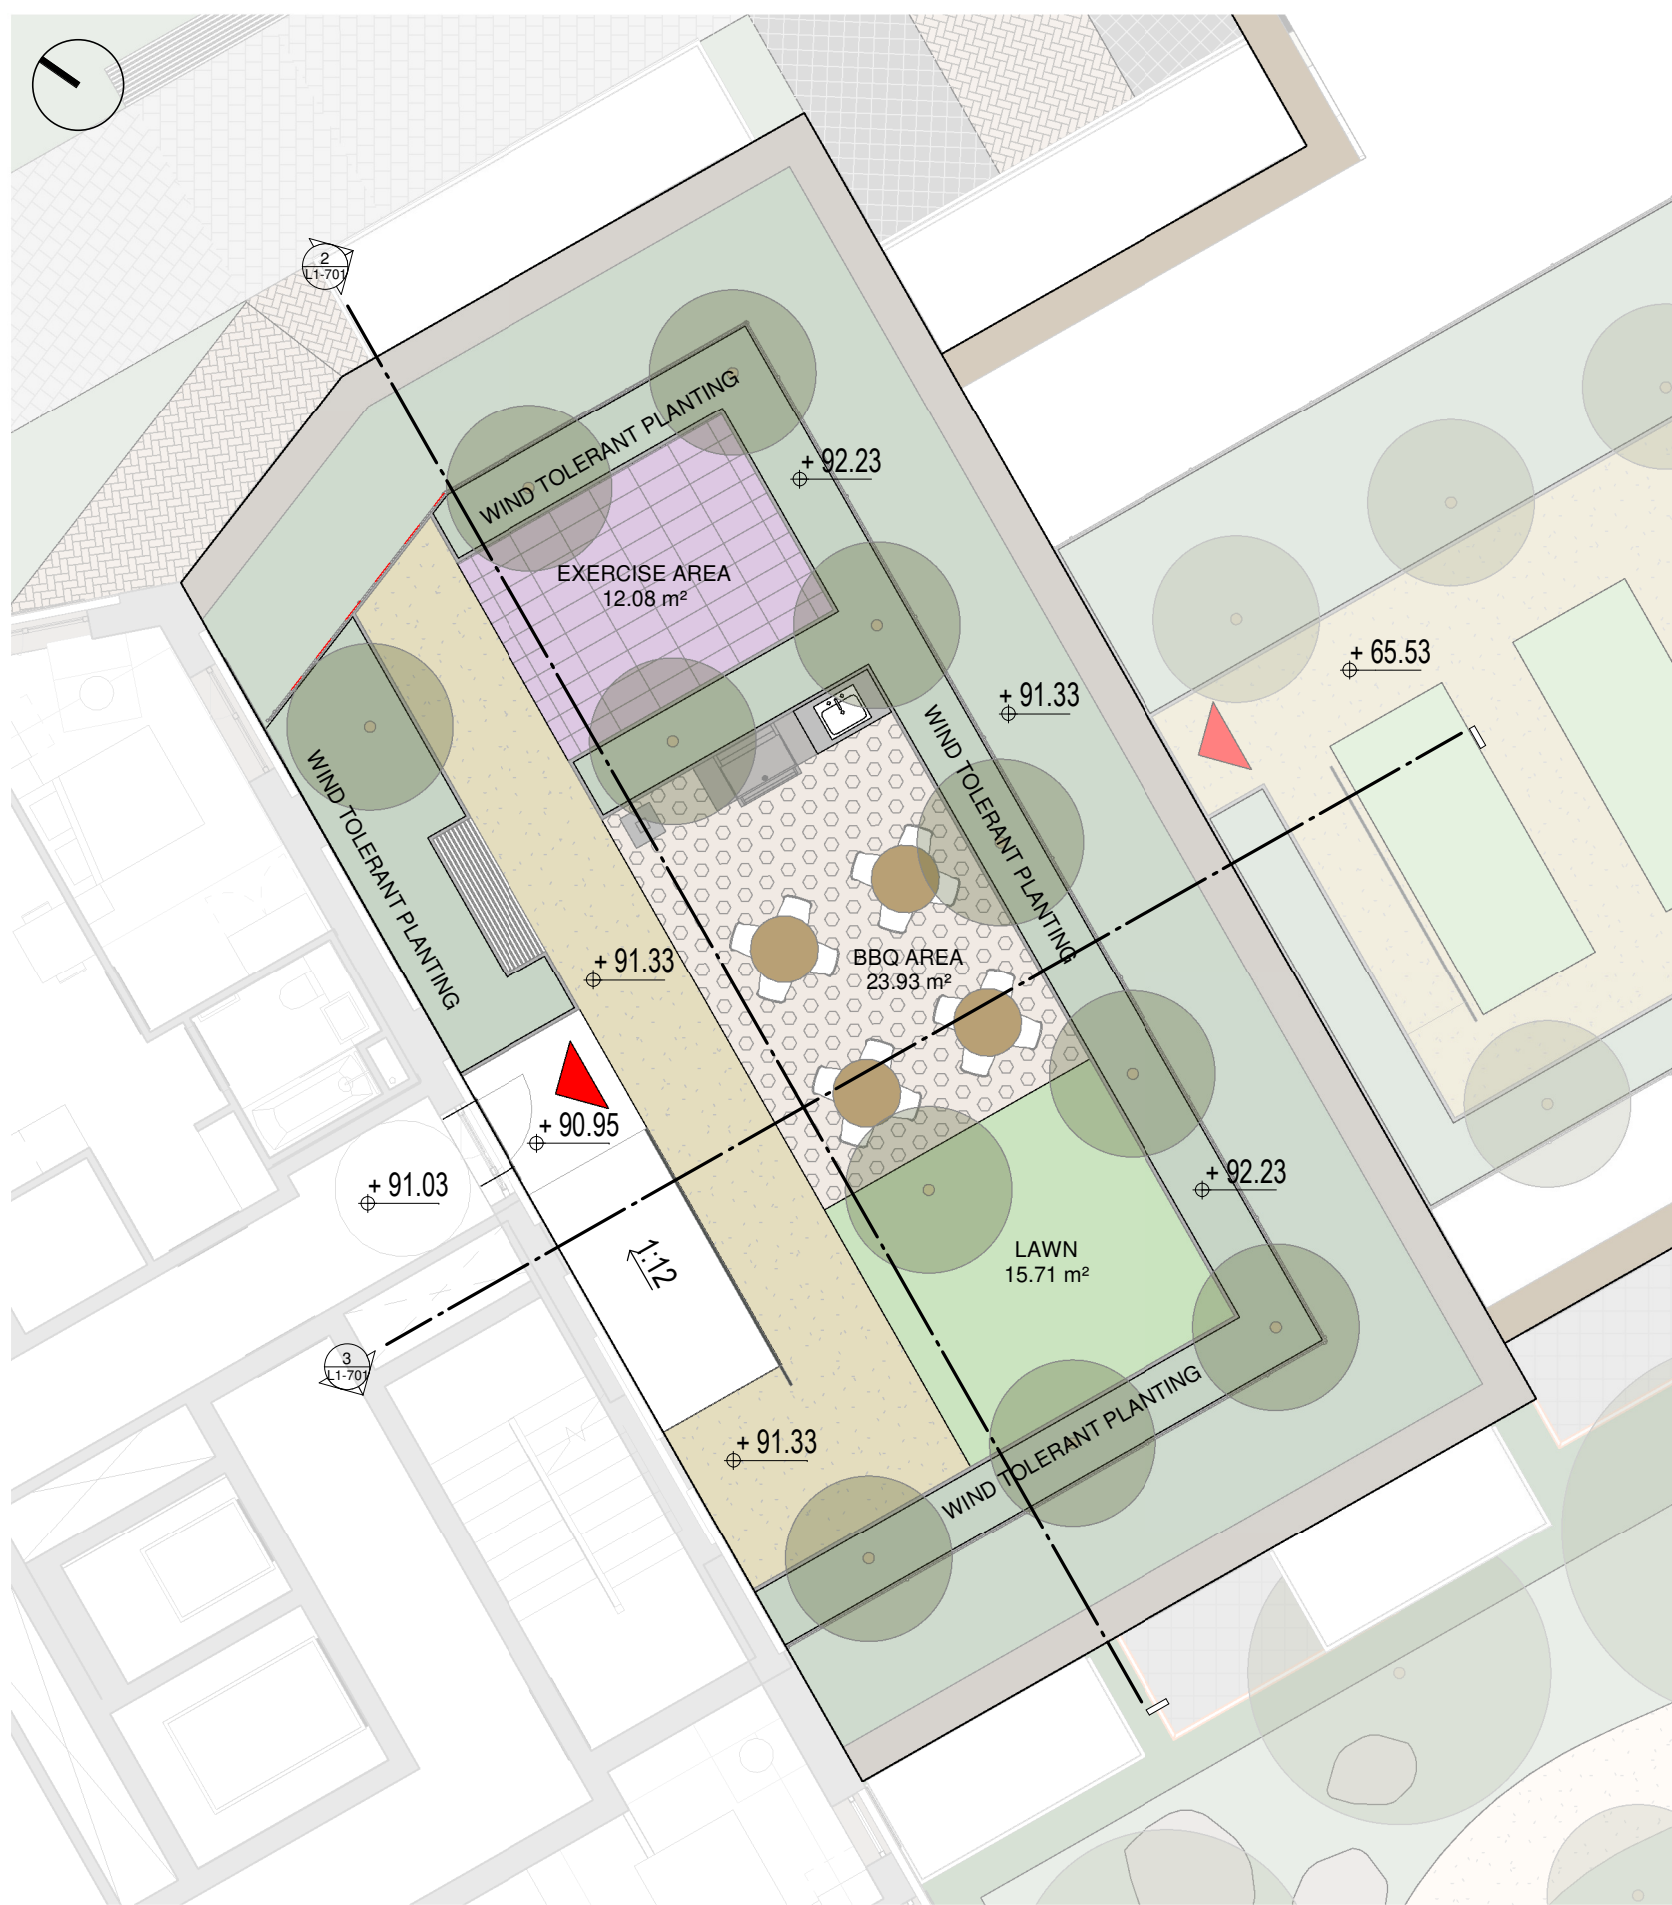 2
L1-701
WIND TOLERANT PLANTING
+ 92.23
EXERCISE AREA
12.08 m²
+ 65.53
+ 91.33
WIND TOLERANT PLANTING
WIND TOLERANT PLANTING
+ 91.33
BBQ AREA
23.93 m²
+ 90.95
+ 91.03
+ 92.23
1:12
LAWN
15.71 m²
3
L1-701
+ 91.33
WIND TOLERANT PLANTING